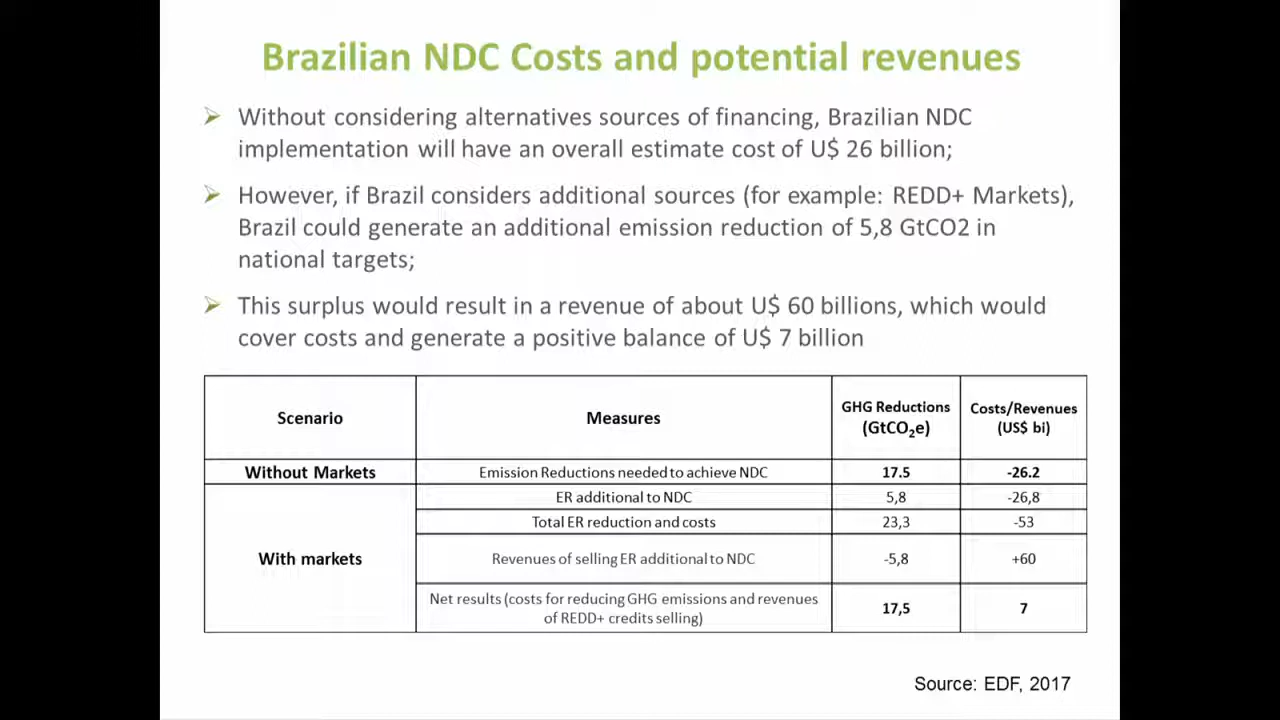 Brazilian NDC Costs and potential revenues
Without considering alternatives sources of financing, Brazilian NDC
implementation will have an overall estimate cost of U$ 26 billion;
However, if Brazil considers additional sources (for example: REDD+ Markets),
Brazil could generate an additional emission reduction of 5,8 GtCO2 in
national targets;
This surplus would result in a revenue of about U$ 60 billions, which would
cover costs and generate a positive balance of U$ 7 billion
Scenario Measures GHG Reductions (GtCO₂e) Costs/Revenues (US$ bi)
Without Markets Emission Reductions needed to achieve NDC 17.5 -26.2
With markets
ER additional to NDC 5,8 -26,8
Total ER reduction and costs 23,3 -53
Revenues of selling ER additional to NDC -5,8 +60
Net results (costs for reducing GHG emissions and revenues
of REDD+ credits selling) 17,5 7
Source: EDF, 2017